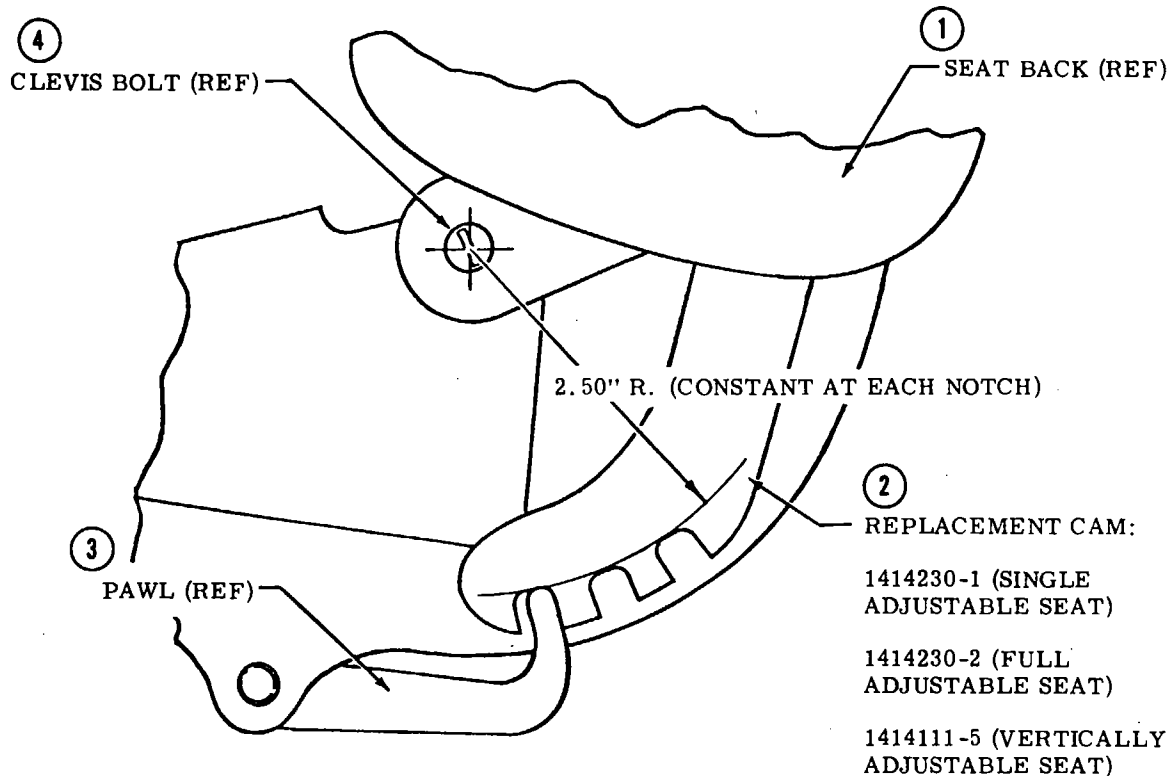 4
CLEVIS BOLT (REF)
1
SEAT BACK (REF)
2.50" R. (CONSTANT AT EACH NOTCH)
2
REPLACEMENT CAM:
1414230-1 (SINGLE
ADJUSTABLE SEAT)
1414230-2 (FULL
ADJUSTABLE SEAT)
1414111-5 (VERTICALLY
ADJUSTABLE SEAT)
3
PAWL (REF)